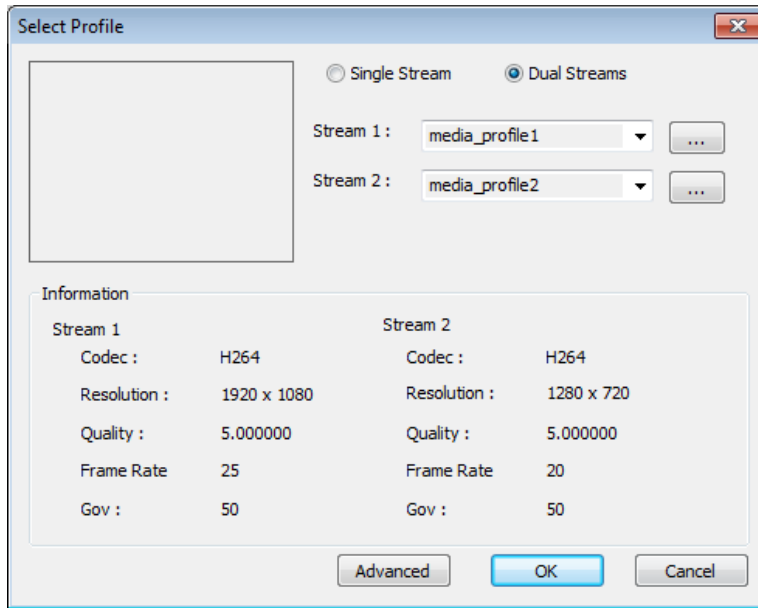 Select Profile
Single Stream Dual Streams
Stream 1 : media_profile1 ...
Stream 2 : media_profile2 ...
Information
Stream 1 Stream 2
Codec : H264 Codec : H264
Resolution : 1920 x 1080 Resolution : 1280 x 720
Quality : 5.000000 Quality : 5.000000
Frame Rate 25 Frame Rate 20
Gov : 50 Gov : 50
Advanced OK Cancel